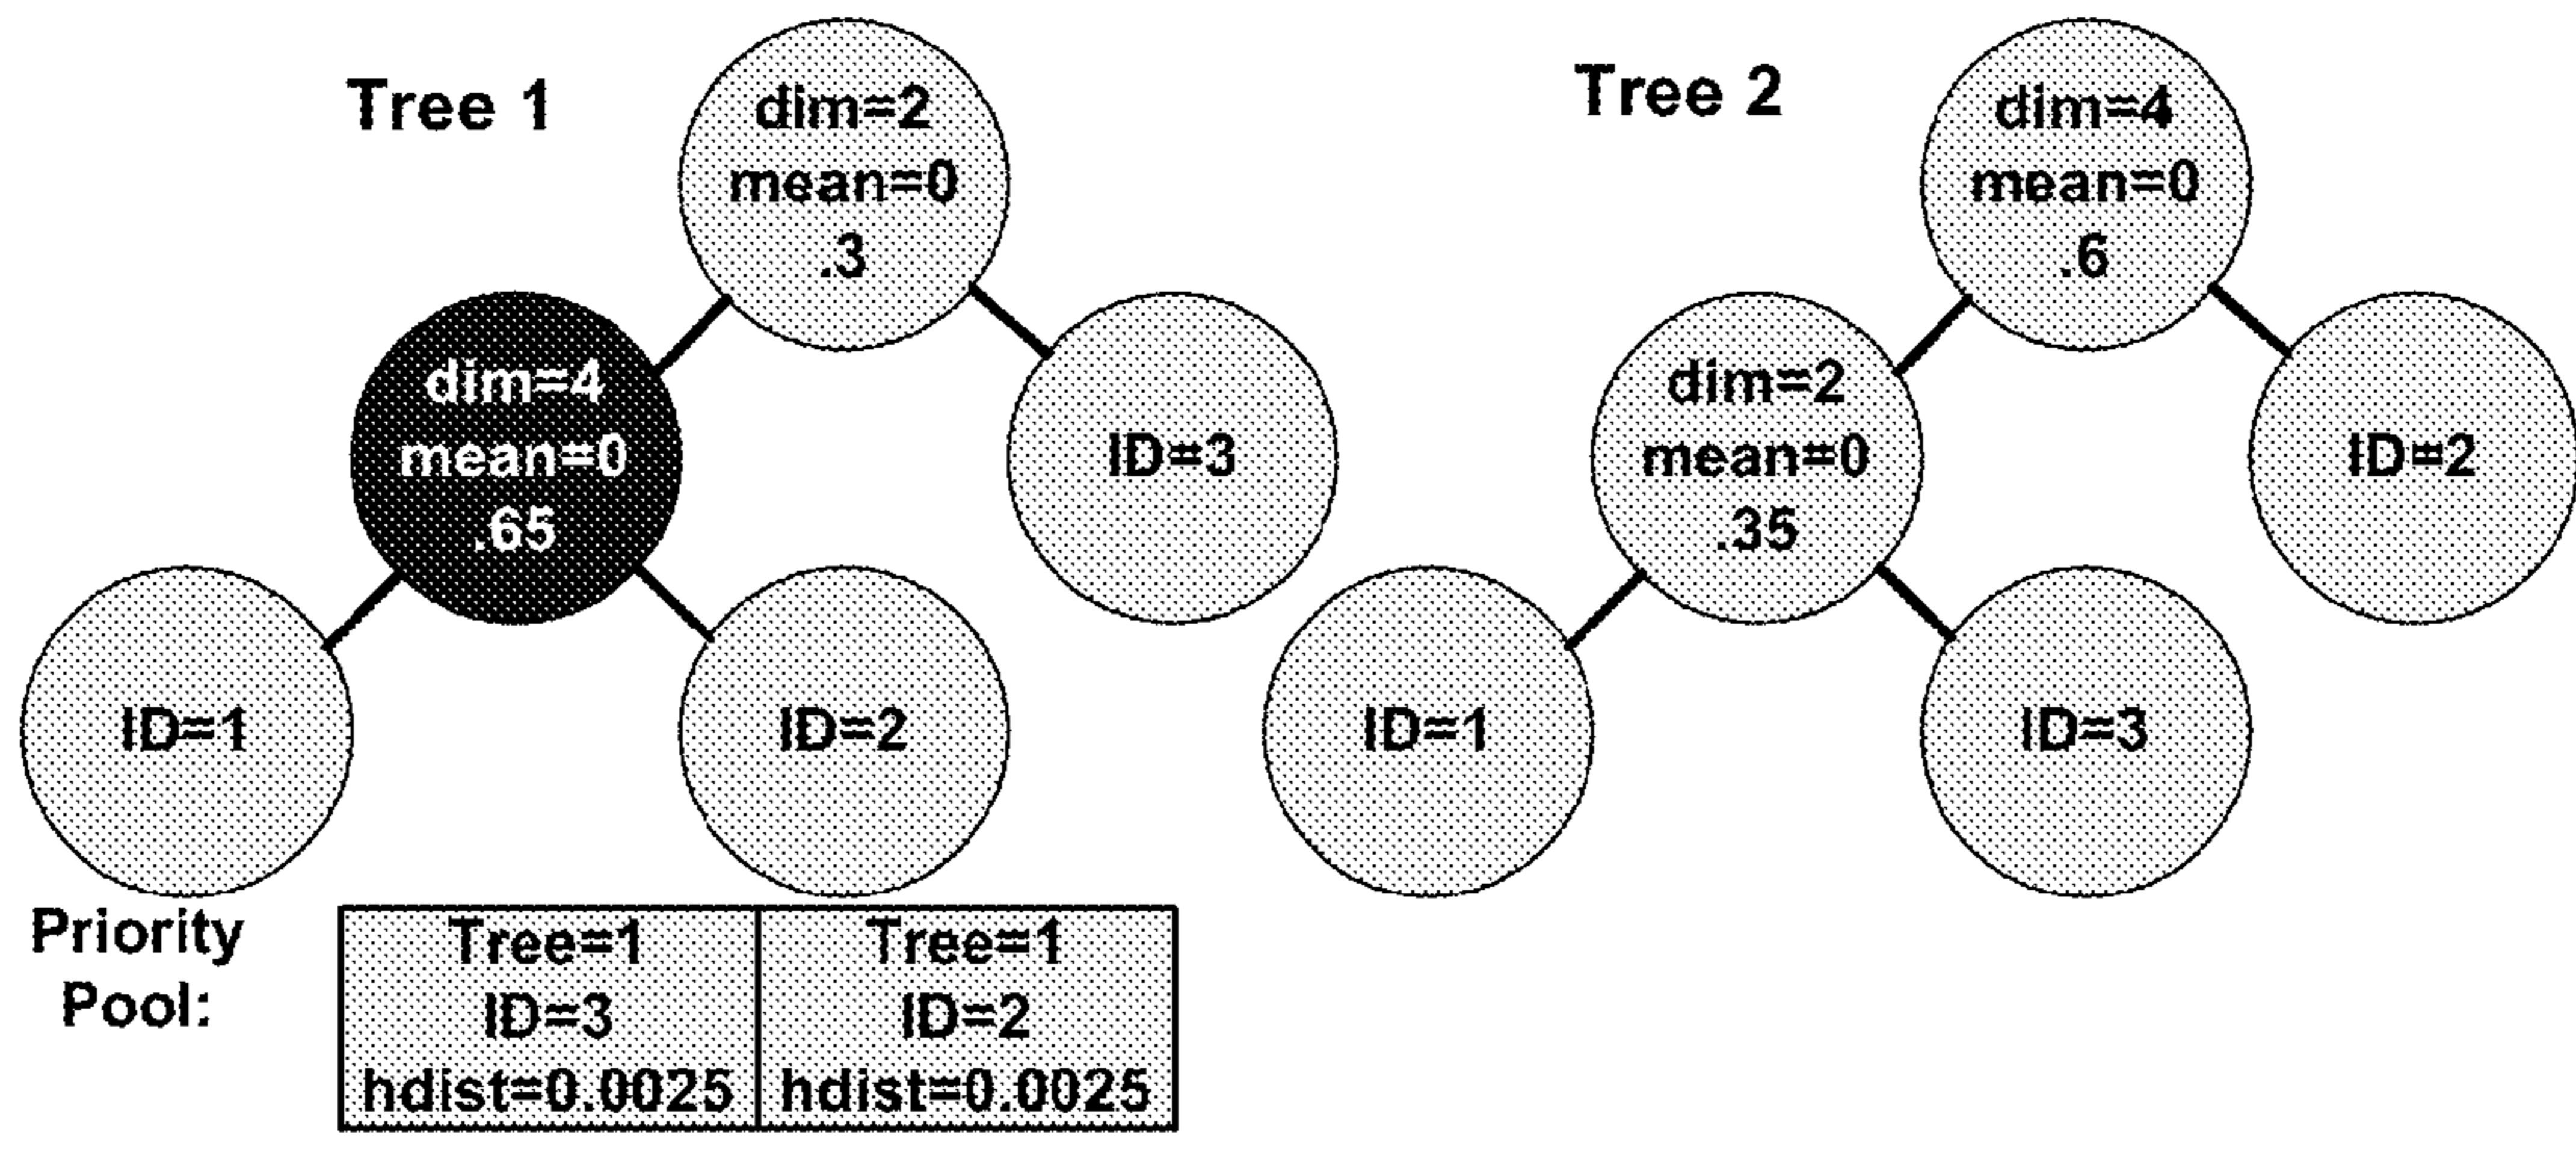 Tree 1
dim=2
mean=0
.3
dim=4
mean=0
.65
ID=3
ID=1
ID=2
Tree 2
dim=4
mean=0
.6
dim=2
mean=0
.35
ID=2
ID=1
ID=3
Priority
Pool:
Tree=1
ID=3
hdist=0.0025
Tree=1
ID=2
hdist=0.0025